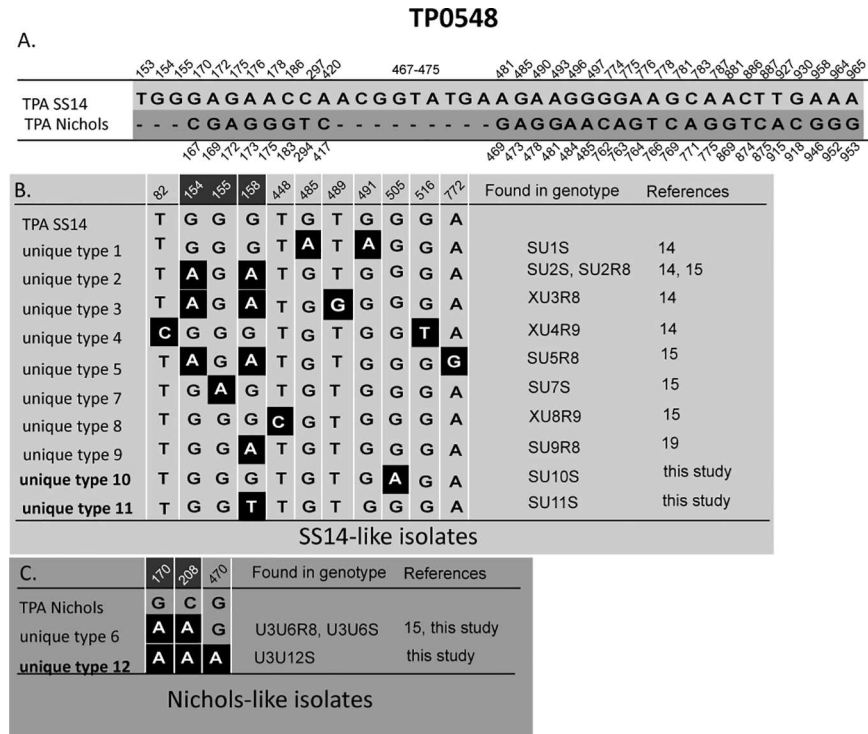 TP0548
A.
153 154 155 170 172 175 176 178 186 297 420 467-475 481 485 490 493 496 497 774 775 776 778 781 783 787 881 886 887 927 930 958 964 965
TPA SS14 TGGGAGAACCAACGGTATGAAGAAGGGGAAGCAACTTGAAA
TPA Nichols - - - CGAGGGTC - - - - - - - - - GAGGAACAGTCAGGTCACGGG
167 169 172 173 175 183 294 417 469 473 478 481 484 485 762 763 764 766 769 771 775 869 874 875 915 918 946 952 953
B. 82 154 155 158 448 485 489 491 505 516 772 Found in genotype References
TPA SS14 T G G G T G T G G G A
unique type 1 T G G G T A T A G G A SU1S 14
unique type 2 T A G A T G T G G G A SU2S, SU2R8 14, 15
unique type 3 T A G A T G G G G G A XU3R8 14
unique type 4 C G G G T G T G G T A XU4R9 14
unique type 5 T A G A T G T G G G G SU5R8 15
unique type 7 T G A G T G T G G G A SU7S 15
unique type 8 T G G G C G T G G G A XU8R9 15
unique type 9 T G G A T G T G G G A SU9R8 19
unique type 10 T G G G T G T G A G A SU10S this study
unique type 11 T G G T T G T G G G A SU11S this study
SS14-like isolates
C. 170 208 470 Found in genotype References
TPA Nichols G C G
unique type 6 A A G U3U6R8, U3U6S 15, this study
unique type 12 A A A U3U12S this study
Nichols-like isolates